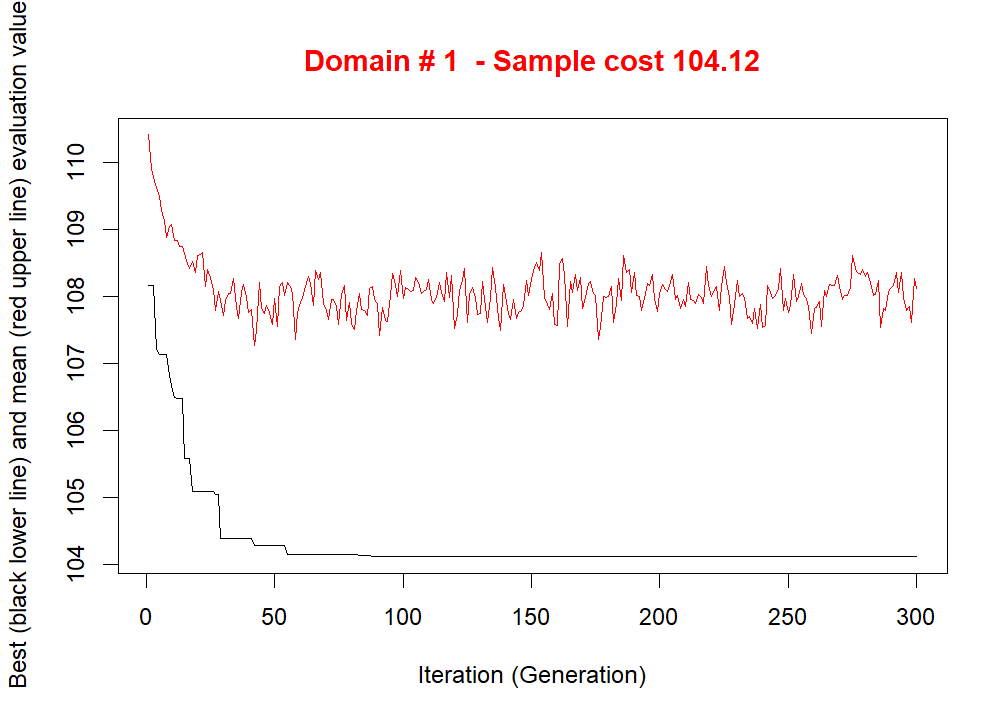 Domain # 1  - Sample cost 104.12
Best (black lower line) and mean (red upper line) evaluation value
110
109
108
107
106
105
104
0 50 100 150 200 250 300
Iteration (Generation)